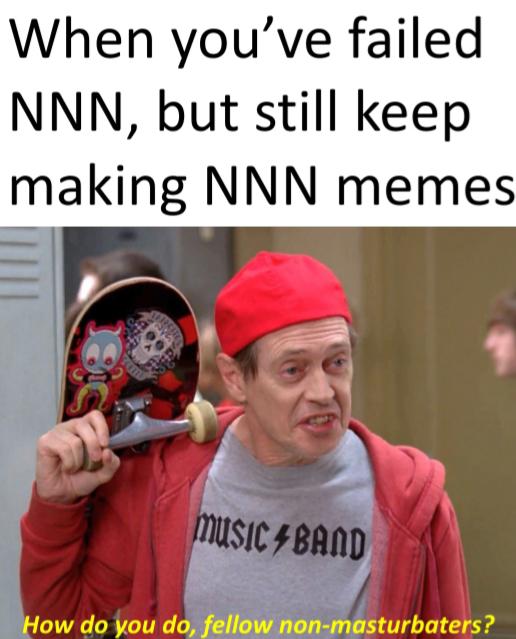 When you’ve failed
NNN, but still keep
making NNN memes
MUSIC⚡BAND
How do you do, fellow non-masturbaters?